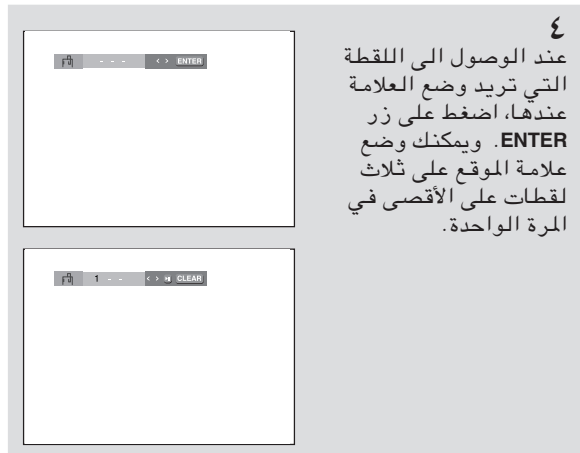 ٤
عند الوصول الى اللقطة
التي تريد وضع العلامة
عندها، اضغط على زر
ENTER. ويمكنك وضع
علامة الموقع على ثلاث
لقطات على الأقصى في
المرة الواحدة.
- - - < > ENTER
1 - - < > CLEAR